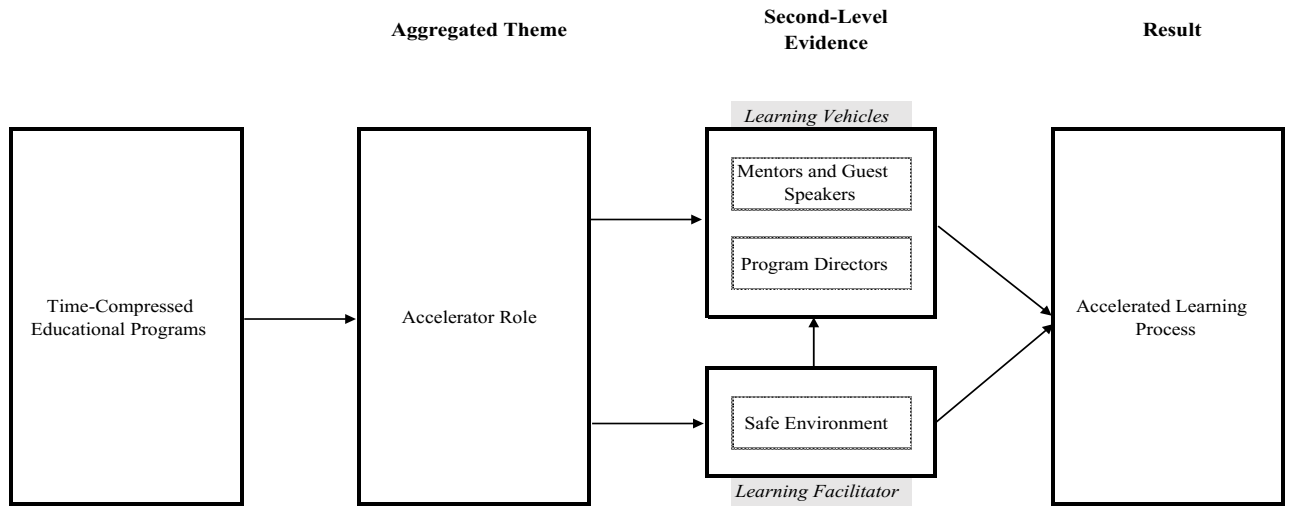 Aggregated Theme
Second-Level
Evidence
Result
Time-Compressed
Educational Programs
Accelerator Role
Learning Vehicles
Mentors and Guest
Speakers
Program Directors
Safe Environment
Learning Facilitator
Accelerated Learning
Process